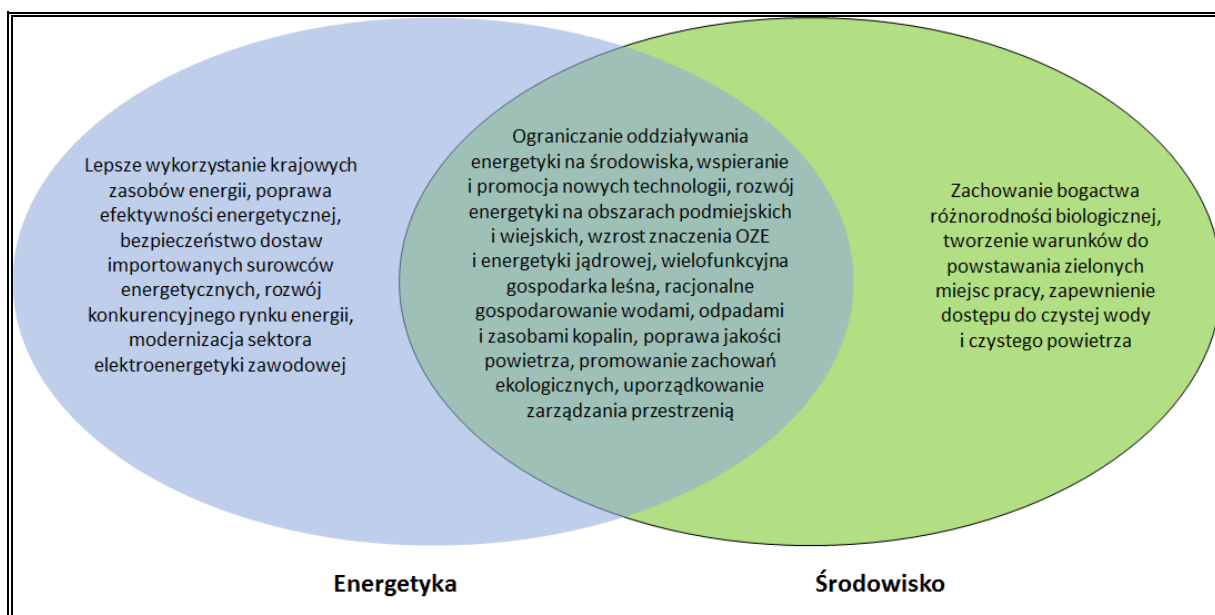 Lepsze wykorzystanie krajowych
zasobów energii, poprawa
efektywności energetycznej,
bezpieczeństwo dostaw
importowanych surowców
energetycznych, rozwój
konkurencyjnego rynku energii,
modernizacja sektora
elektroenergetyki zawodowej
Ograniczanie oddziaływania
energetyki na środowiska, wspieranie
i promocja nowych technologii, rozwój
energetyki na obszarach podmiejskich
i wiejskich, wzrost znaczenia OZE
i energetyki jądrowej, wielofunkcyjna
gospodarka leśna, racjonalne
gospodarowanie wodami, odpadami
i zasobami kopalin, poprawa jakości
powietrza, promowanie zachowań
ekologicznych, uporządkowanie
zarządzania przestrzenią
Zachowanie bogactwa
różnorodności biologicznej,
tworzenie warunków do
powstawania zielonych
miejsc pracy, zapewnienie
dostępu do czystej wody
i czystego powietrza
Energetyka
Środowisko